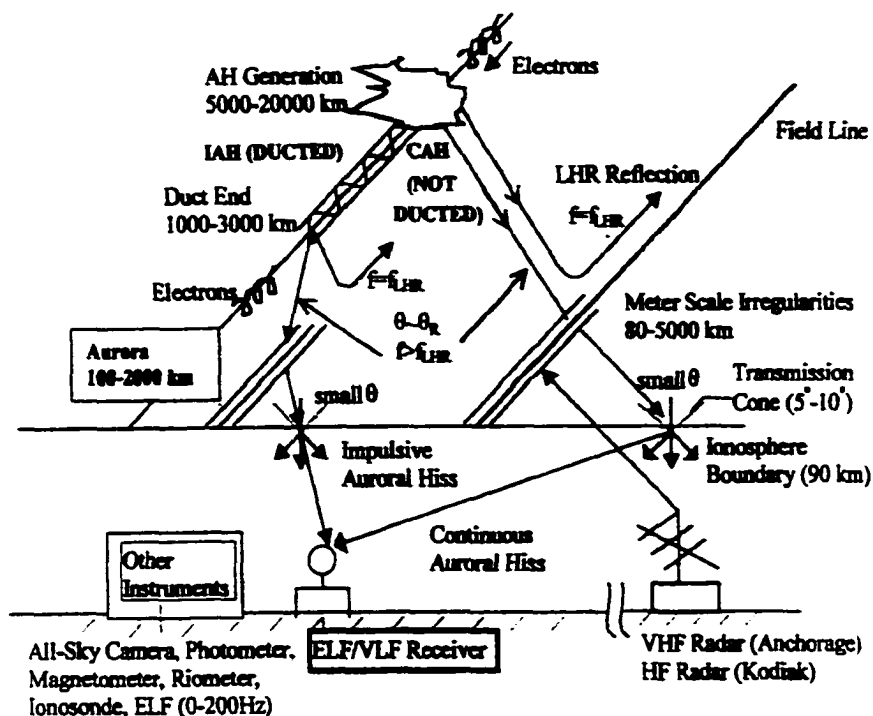 AH Generation
5000-20000 km
Electrons
Field Line
IAH (DUCTED)
CAH
(NOT
DUCTED)
LHR Reflection
f=fLHR
Duct End
1000-3000 km
f=fLHR
Electrons
θ~θR
f>fLHR
Meter Scale Irregularities
80-5000 km
Aurora
100-2000 km
small θ
small θ
Transmission
Cone (5°-10°)
Impulsive
Auroral Hiss
Ionosphere
Boundary (90 km)
Continuous
Auroral Hiss
Other
Instruments
ELF/VLF Receiver
All-Sky Camera, Photometer,
Magnetometer, Riometer,
Ionosonde, ELF (0-200Hz)
VHF Radar (Anchorage)
HF Radar (Kodiak)